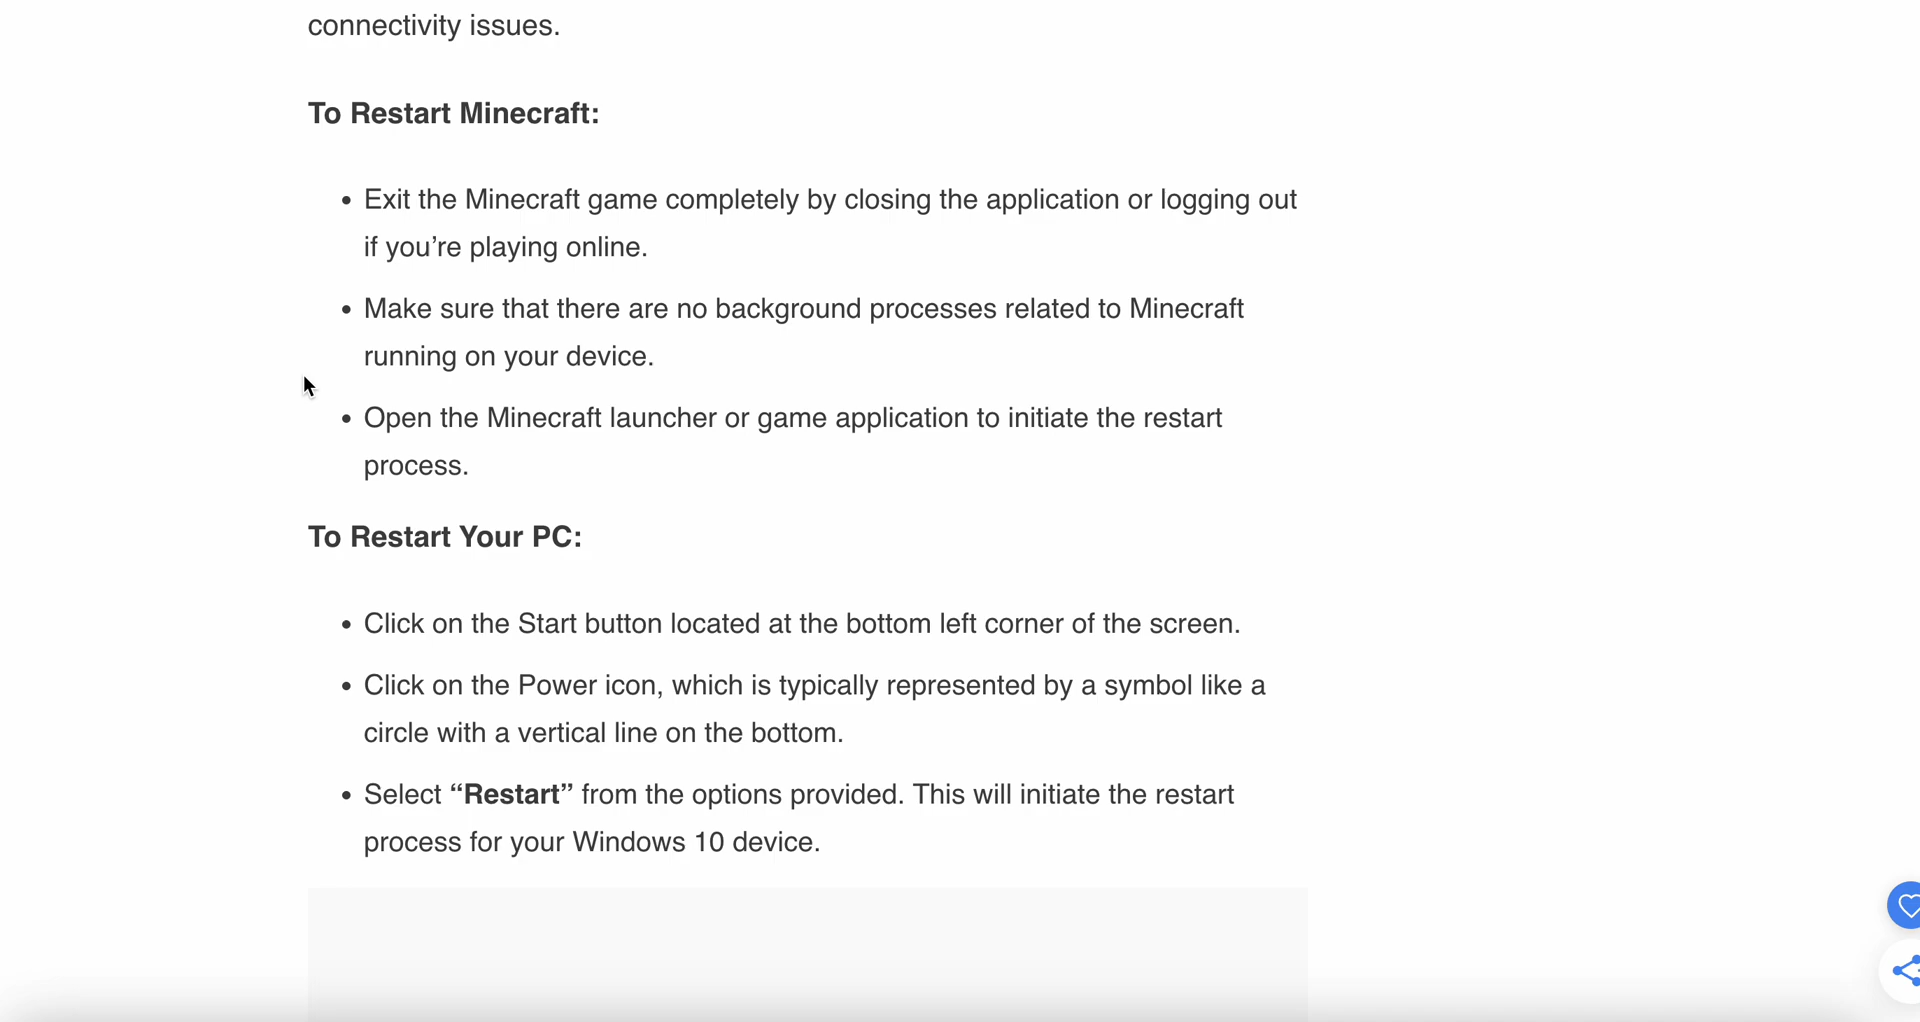 connectivity issues.
To Restart Minecraft:
• Exit the Minecraft game completely by closing the application or logging out
if you’re playing online.
• Make sure that there are no background processes related to Minecraft
running on your device.
• Open the Minecraft launcher or game application to initiate the restart
process.
To Restart Your PC:
• Click on the Start button located at the bottom left corner of the screen.
• Click on the Power icon, which is typically represented by a symbol like a
circle with a vertical line on the bottom.
• Select “Restart” from the options provided. This will initiate the restart
process for your Windows 10 device.